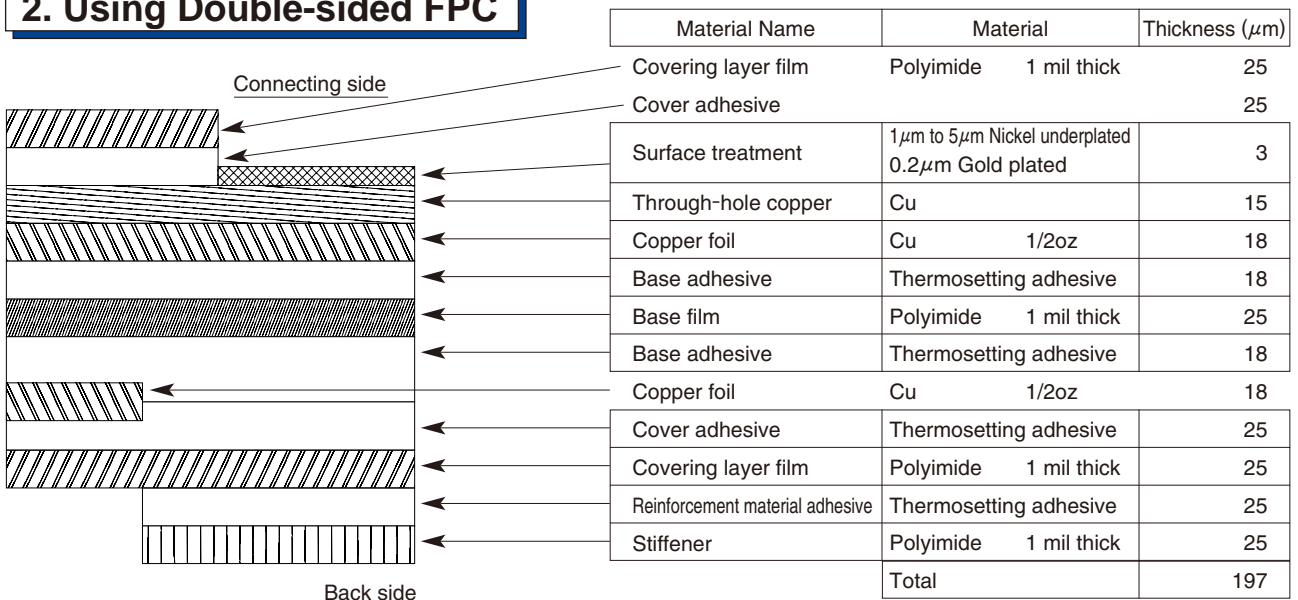 2. Using Double-sided FPC
Connecting side
Back side
Material Name Material Thickness (μm)
Covering layer film Polyimide 1 mil thick 25
Cover adhesive 25
Surface treatment 1μm to 5μm Nickel underplated
0.2μm Gold plated 3
Through-hole copper Cu 15
Copper foil Cu 1/2oz 18
Base adhesive Thermosetting adhesive 18
Base film Polyimide 1 mil thick 25
Base adhesive Thermosetting adhesive 18
Copper foil Cu 1/2oz 18
Cover adhesive Thermosetting adhesive 25
Covering layer film Polyimide 1 mil thick 25
Reinforcement material adhesive Thermosetting adhesive 25
Stiffener Polyimide 1 mil thick 25
Total 197